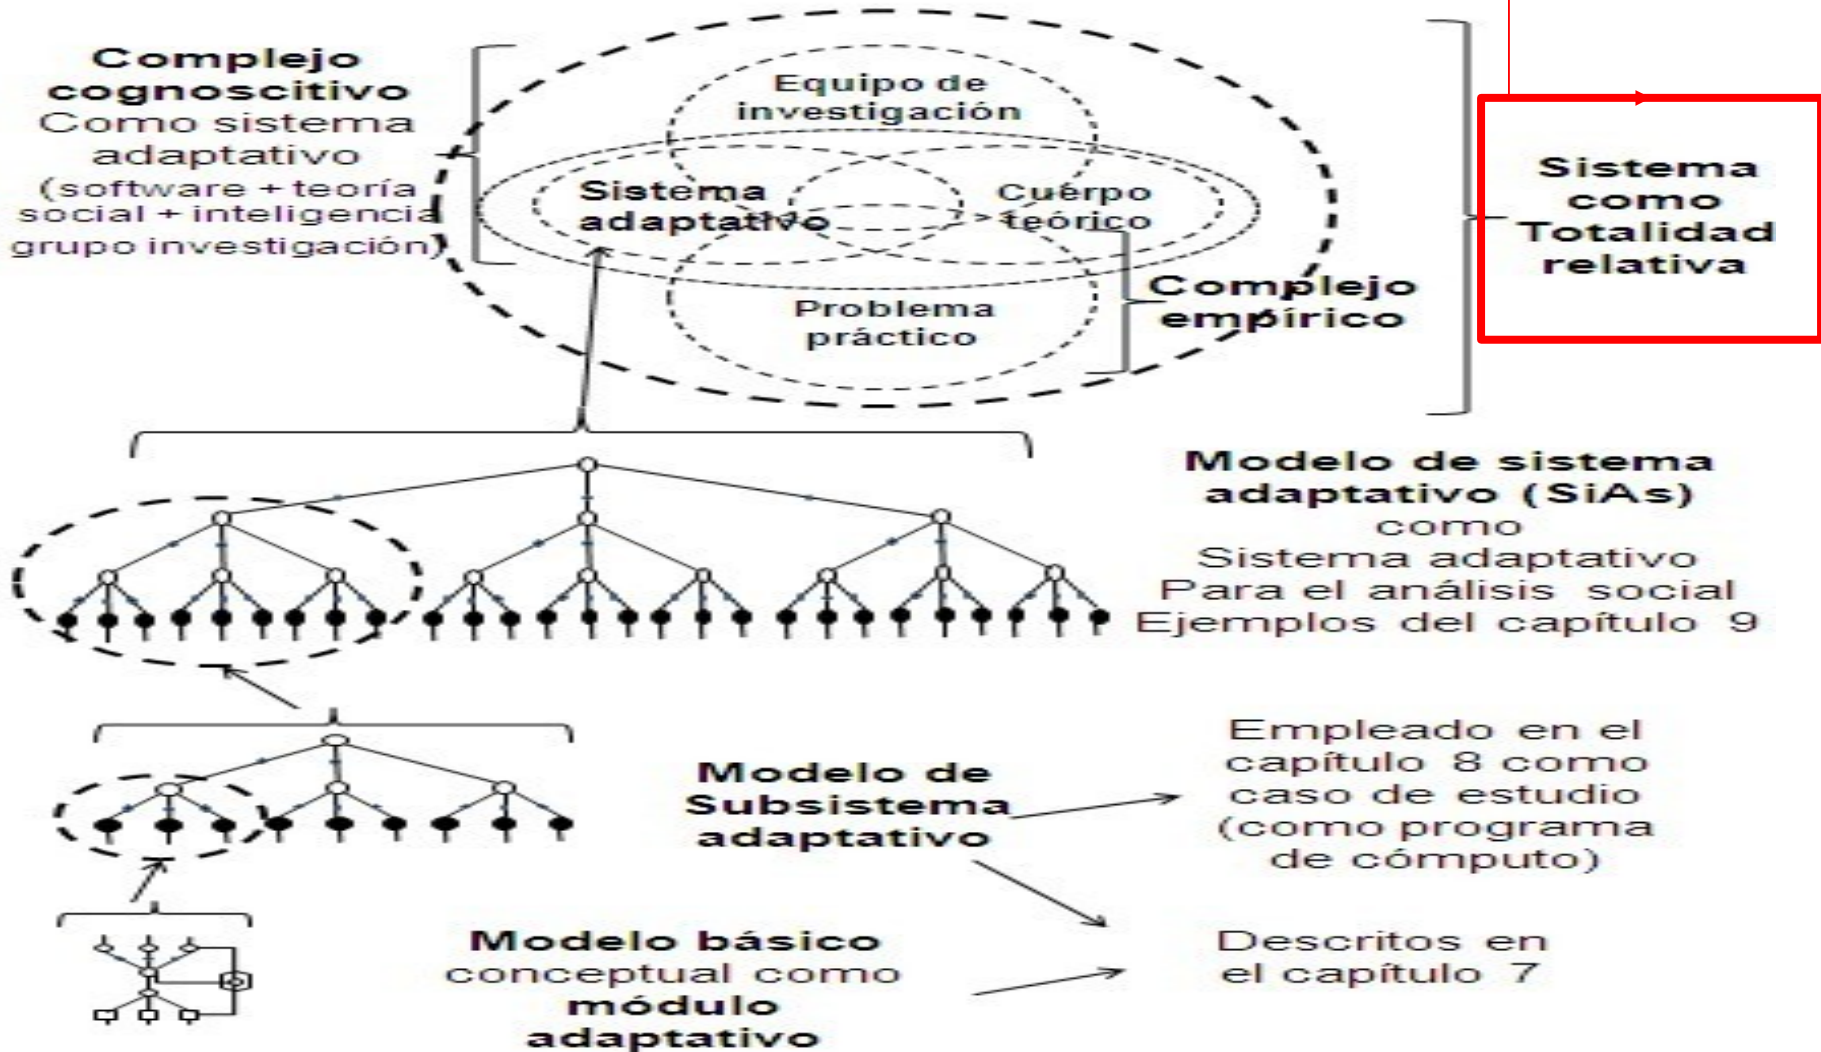 Complejo
cognoscitivo
Como sistema
adaptativo
(software + teoría
social + inteligencia
grupo investigación)
Equipo de
investigación
Sistema
adaptativo
Cuerpo
teórico
Problema
práctico
Complejo
empírico
Sistema
como
Totalidad
relativa
Modelo de sistema
adaptativo (SiAs)
como
Sistema adaptativo
Para el análisis social
Ejemplos del capítulo 9
Modelo de
Subsistema
adaptativo
Empleado en el
capítulo 8 como
caso de estudio
(como programa
de cómputo)
Modelo básico
conceptual como
módulo
adaptativo
Descritos en
el capítulo 7